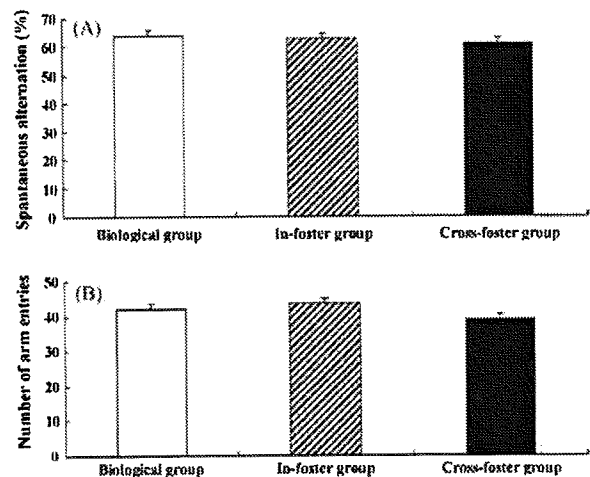 (A)
Spantaneous alternation (%)
70
60
50
40
30
20
10
0
Biological group
In-foster group
Cross-foster group
(B)
Number of arm entries
50
40
30
20
10
0
Biological group
In-foster group
Cross-foster group